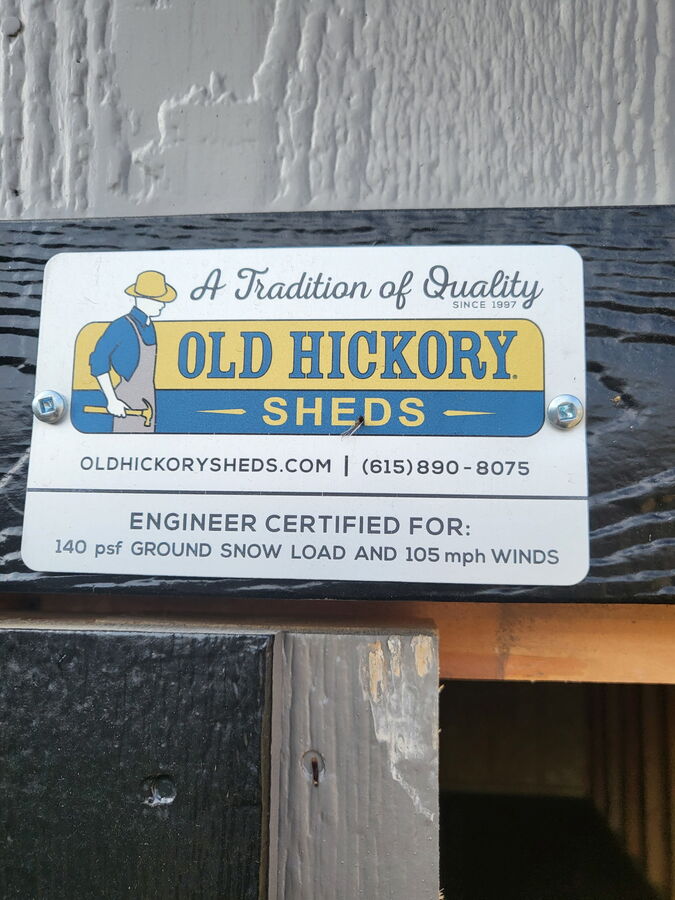 A Tradition of Quality
SINCE 1997
OLD HICKORY
SHEDS
OLDHICKORYSHEDS.COM | (615)890-8075
ENGINEER CERTIFIED FOR:
140 psf GROUND SNOW LOAD AND 105 mph WINDS